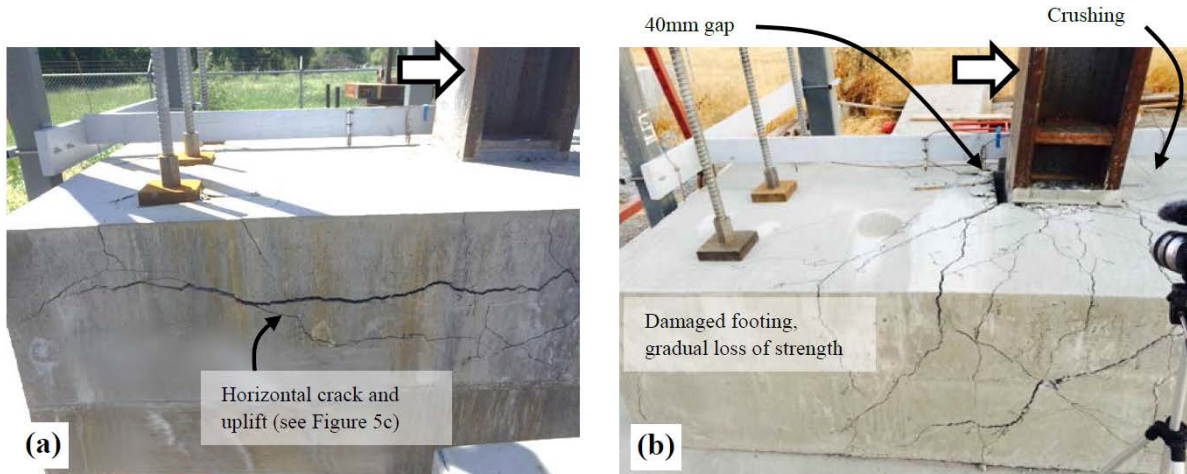 40mm gap
Crushing
Horizontal crack and
uplift (see Figure 5c)
(a)
Damaged footing,
gradual loss of strength
(b)